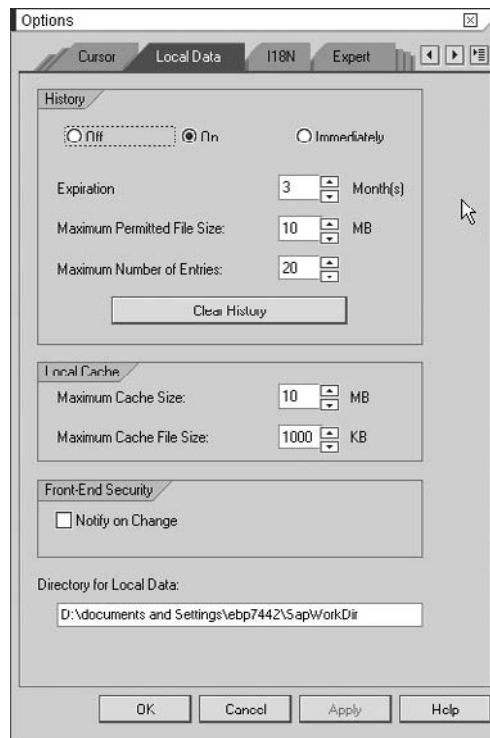 Options
Cursor Local Data I18N Expert
History
Off On Immediately
Expiration 3 Month(s)
Maximum Permitted File Size: 10 MB
Maximum Number of Entries: 20
Clear History
Local Cache
Maximum Cache Size: 10 MB
Maximum Cache File Size: 1000 KB
Front-End Security
Notify on Change
Directory for Local Data:
D:\documents and Settings\ebp7442\SapWorkDir
OK Cancel Apply Help